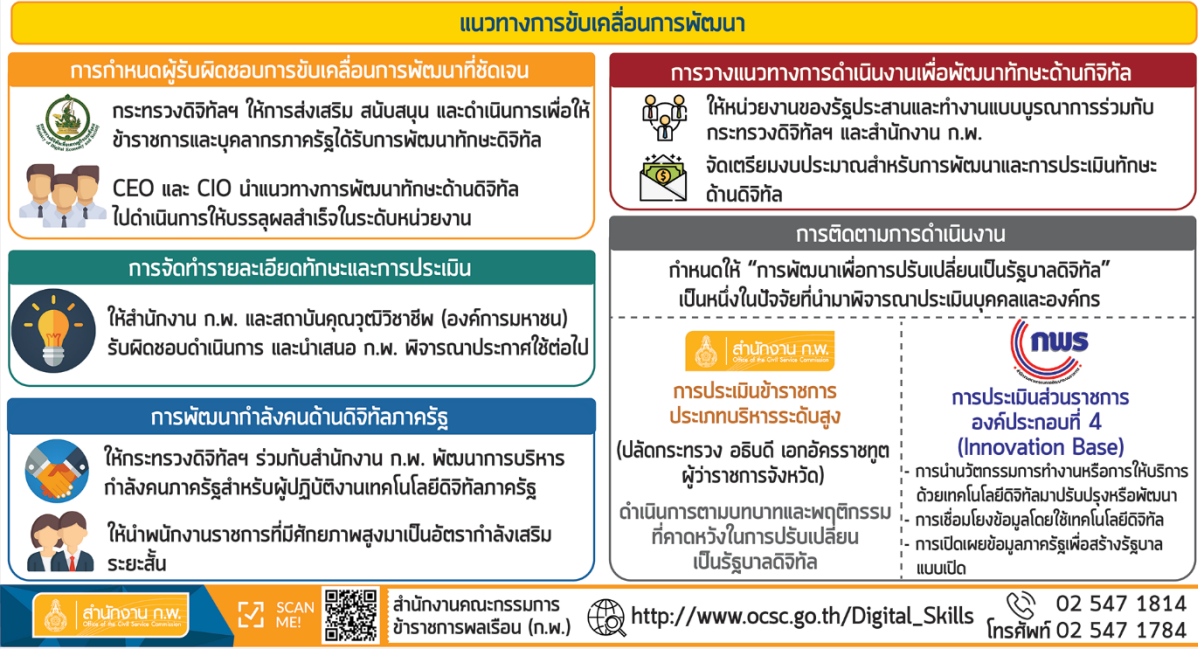 แนวทางการขับเคลื่อนการพัฒนา
การกำหนดผู้รับผิดชอบการขับเคลื่อนการพัฒนาที่ชัดเจน
กระทรวงดิจิทัลฯ ให้การส่งเสริม สนับสนุน และดำเนินการเพื่อให้
ข้าราชการและบุคลากรภาครัฐได้รับการพัฒนาทักษะดิจิทัล
CEO และ CIO นำแนวทางการพัฒนาทักษะด้านดิจิทัล
ไปดำเนินการให้บรรลุผลสำเร็จในระดับหน่วยงาน
การจัดทำรายละเอียดทักษะและการประเมิน
ให้สำนักงาน ก.พ. และสถาบันคุณวุฒิวิชาชีพ (องค์การมหาชน)
รับผิดชอบดำเนินการ และนำเสนอ ก.พ. พิจารณาประกาศใช้ต่อไป
การพัฒนากำลังคนด้านดิจิทัลภาครัฐ
ให้กระทรวงดิจิทัลฯ ร่วมกับสำนักงาน ก.พ. พัฒนาการบริหาร
กำลังคนภาครัฐสำหรับผู้ปฏิบัติงานเทคโนโลยีดิจิทัลภาครัฐ
ให้นำพนักงานราชการที่มีศักยภาพสูงมาเป็นอัตรากำลังเสริม
ระยะสั้น
การวางแนวทางการดำเนินงานเพื่อพัฒนาทักษะด้านกิจิทัล
ให้หน่วยงานของรัฐประสานและทำงานแบบบูรณาการร่วมกับ
กระทรวงดิจิทัลฯ และสำนักงาน ก.พ.
จัดเตรียมงบประมาณสำหรับการพัฒนาและการประเมินทักษะ
ด้านดิจิทัล
การติดตามการดำเนินงาน
กำหนดให้ “การพัฒนาเพื่อการปรับเปลี่ยนเป็นรัฐบาลดิจิทัล”
เป็นหนึ่งในปัจจัยที่นำมาพิจารณาประเมินบุคคลและองค์กร
สำนักงาน ก.พ.
Office of the Civil Service Commission
การประเมินข้าราชการ
ประเภทบริหารระดับสูง
(ปลัดกระทรวง อธิบดี เอกอัครราชทูต
ผู้ว่าราชการจังหวัด)
ดำเนินการตามบทบาทและพฤติกรรม
ที่คาดหวังในการปรับเปลี่ยน
เป็นรัฐบาลดิจิทัล
กพร
การประเมินส่วนราชการ
องค์ประกอบที่ 4
(Innovation Base)
- การนำนวัตกรรมการทำงานหรือการให้บริการ
ด้วยเทคโนโลยีดิจิทัลมาปรับปรุงหรือพัฒนา
- การเชื่อมโยงข้อมูลโดยใช้เทคโนโลยีดิจิทัล
- การเปิดเผยข้อมูลภาครัฐเพื่อสร้างรัฐบาล
แบบเปิด
สำนักงาน ก.พ.
Office of the Civil Service Commission
SCAN
ME!
สำนักงานคณะกรรมการ
ข้าราชการพลเรือน (ก.พ.)
http://www.ocsc.go.th/Digital_Skills
02 547 1814
โทรศัพท์ 02 547 1784